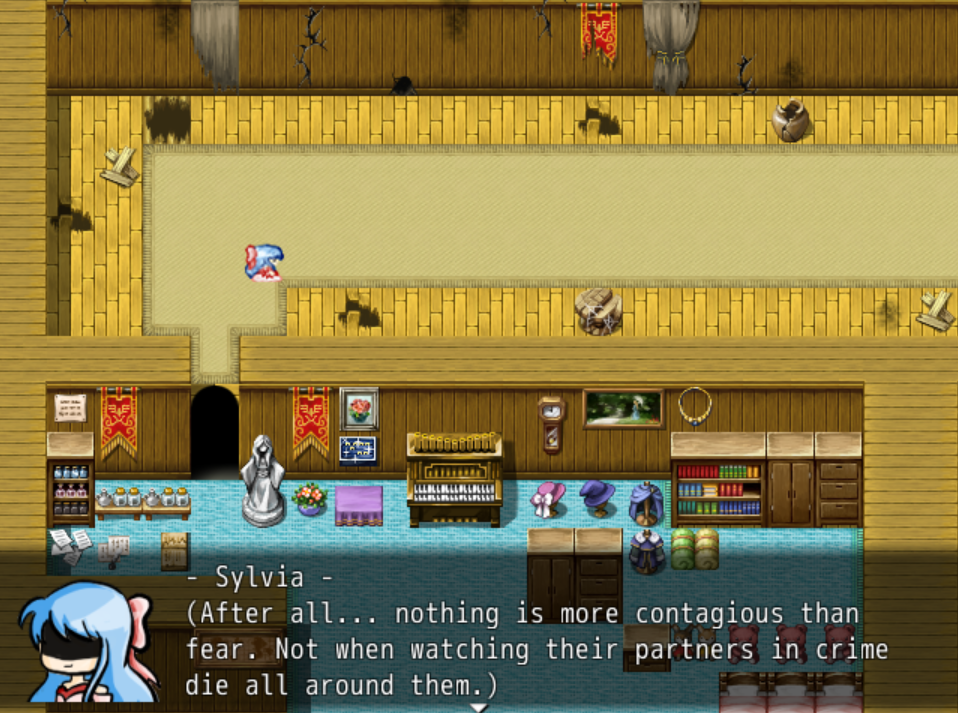 - Sylvia -
(After all... nothing is more contagious than
fear. Not when watching their partners in crime
die all around them.)